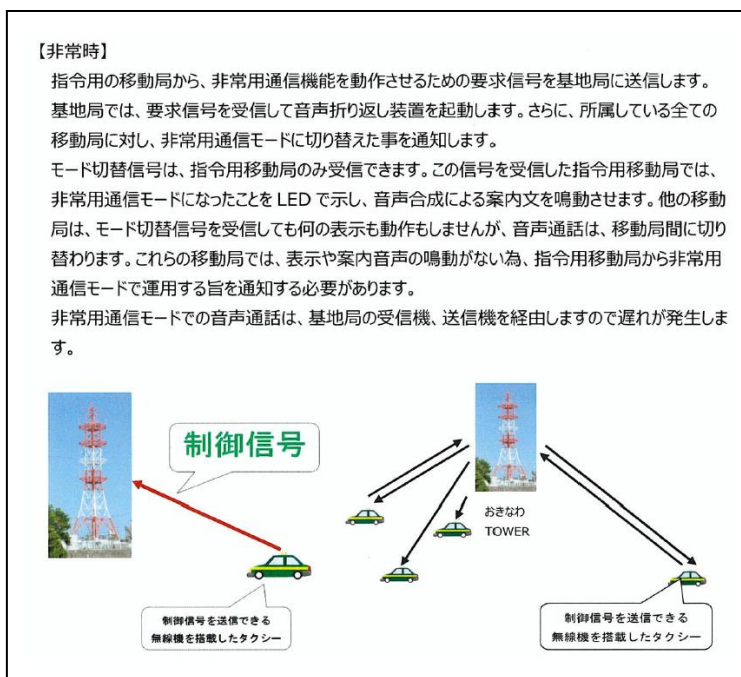 【非常時】
指令用の移動局から、非常用通信機能を動作させるための要求信号を基地局に送信します。
基地局では、要求信号を受信して音声折り返し装置を起動します。さらに、所属している全ての
移動局に対し、非常用通信モードに切り替えた事を通知します。
モード切替信号は、指令用移動局のみ受信できます。この信号を受信した指令用移動局では、
非常用通信モードになったことを LED で示し、音声合成による案内文を鳴動させます。他の移動
局は、モード切替信号を受信しても何の表示も動作もしませんが、音声通話は、移動局間に切り
替わります。これらの移動局では、表示や案内音声の鳴動がない為、指令用移動局から非常用
通信モードで運用する旨を通知する必要があります。
非常用通信モードでの音声通話は、基地局の受信機、送信機を経由しますので遅れが発生しま
す。
制御信号
おきなわ
TOWER
制御信号を送信できる
無線機を搭載したタクシー
制御信号を送信できる
無線機を搭載したタクシー